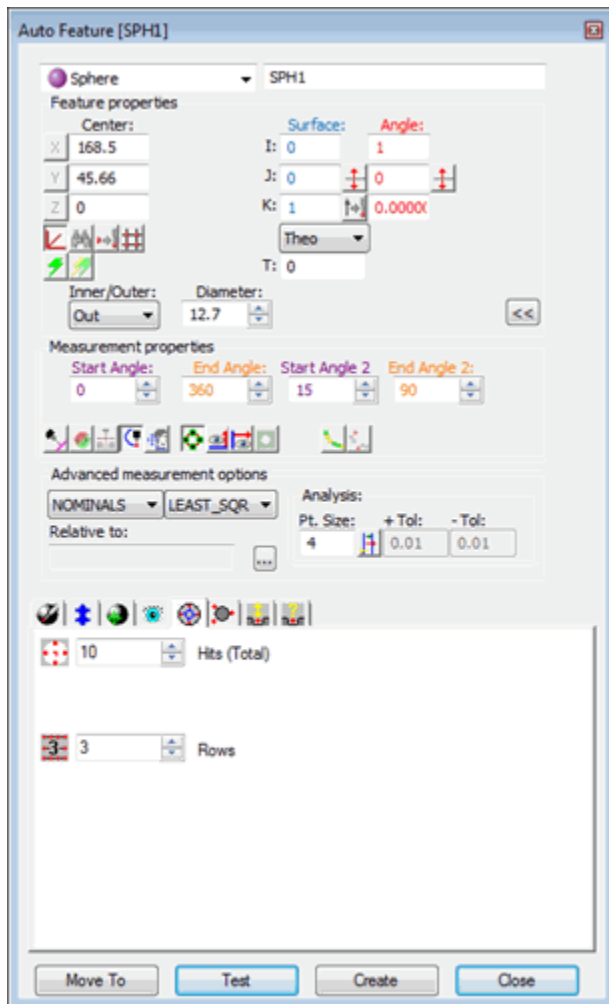 Auto Feature [SPH1]
Sphere SPH1
Feature properties
Center: Surface: Angle:
X 168.5 I: 0 1
Y 45.66 J: 0 0
Z 0 K: 1 0.00000
Theo
T: 0
Inner/Outer: Diameter:
Out 12.7 <<
Measurement properties
Start Angle: End Angle: Start Angle 2 End Angle 2:
0 360 15 90
Advanced measurement options
NOMINALS LEAST_SQR Analysis:
Relative to: Pt. Size: + Tol: - Tol:
4 0.01 0.01
...
10 Hits (Total)
-3- 3 Rows
Move To Test Create Close